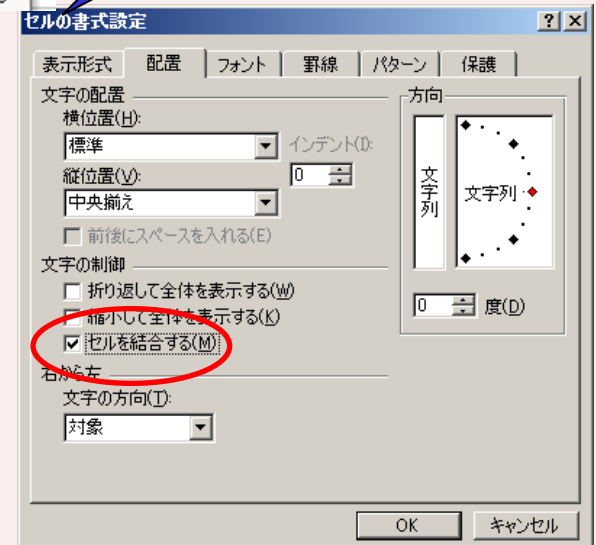 セルの書式設定
表示形式 配置 フォント 罫線 パターン 保護
文字の配置
横位置(H):
標準
インデント(I):
縦位置(V):
0
中央揃え
前後にスペースを入れる(E)
文字の制御
折り返して全体を表示する(W)
縮小して全体を表示する(K)
セルを結合する(M)
右から左
文字の方向(T):
対象
方向
文字列
文字列
0 度(D)
OK キャンセル